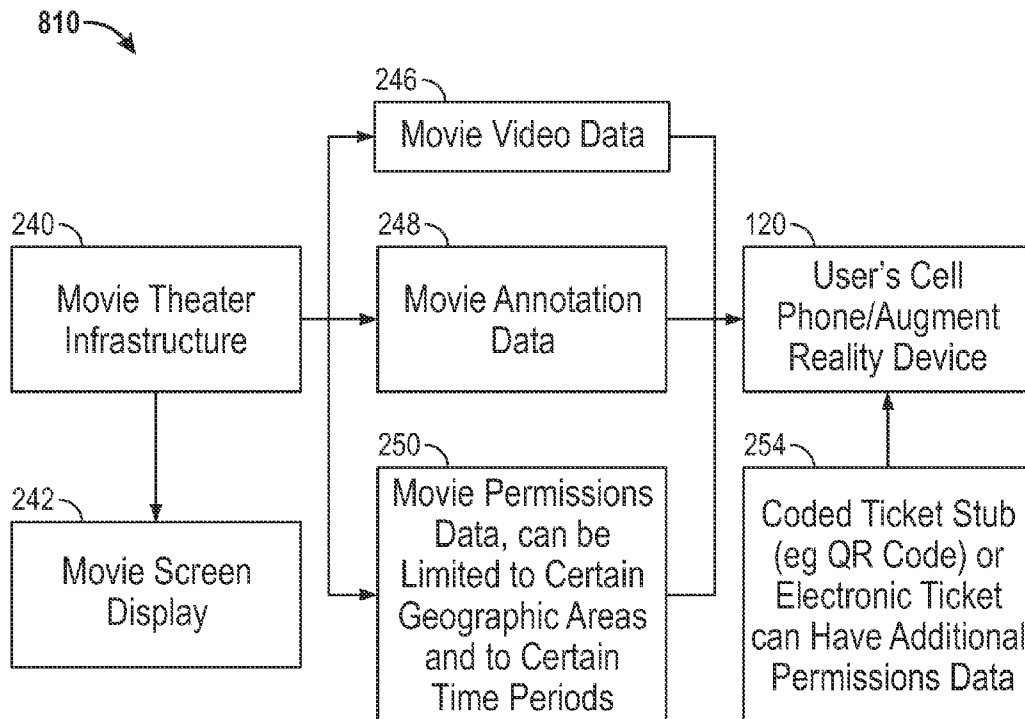 810
246
Movie Video Data
240
Movie Theater
Infrastructure
248
Movie Annotation
Data
120
User's Cell
Phone/Augment
Reality Device
242
Movie Screen
Display
250
Movie Permissions
Data, can be
Limited to Certain
Geographic Areas
and to Certain
Time Periods
254
Coded Ticket Stub
(eg QR Code) or
Electronic Ticket
can Have Additional
Permissions Data